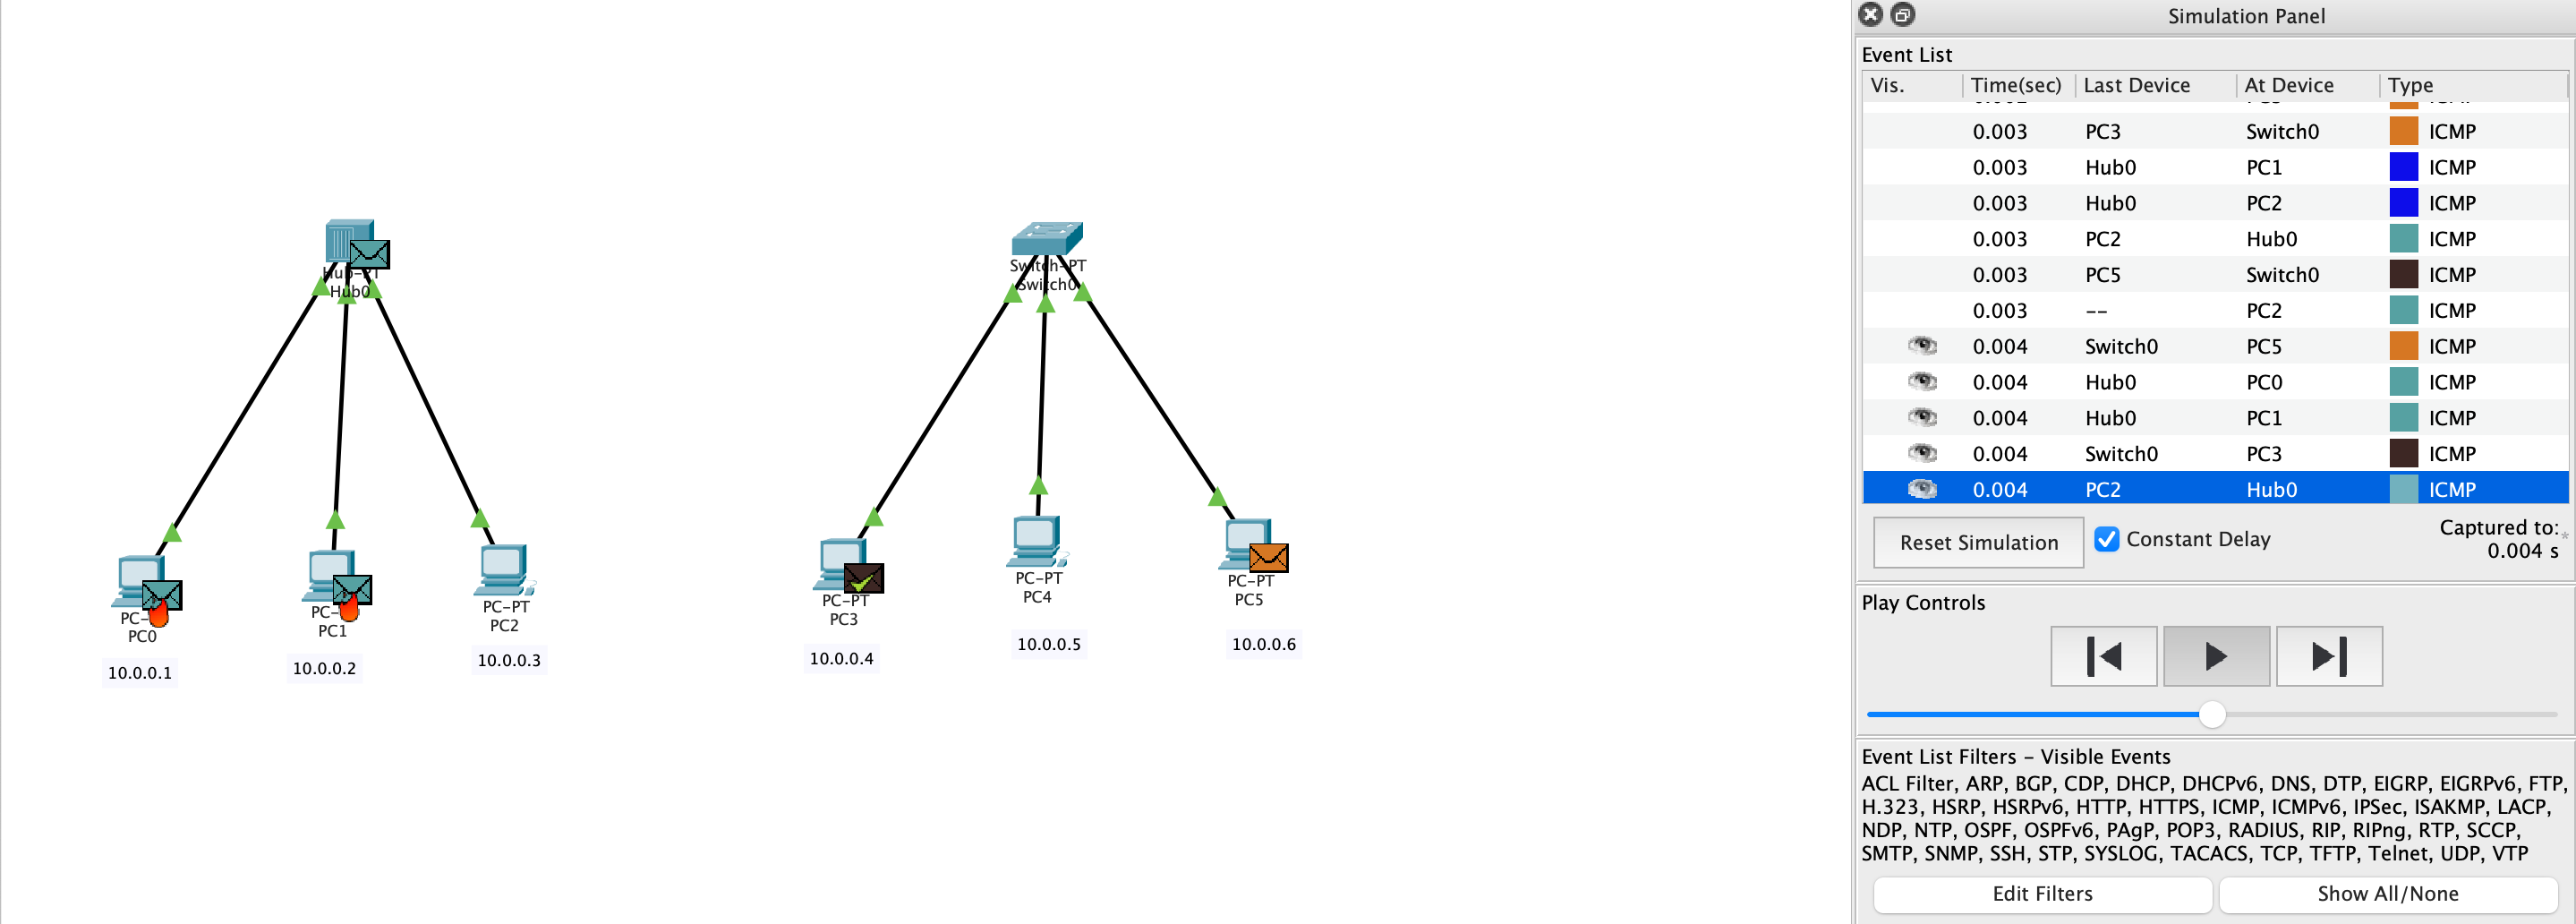 Hub-PT
Hub0
PC0
PC-
PC1
PC-PT
PC2
10.0.0.1
10.0.0.2
10.0.0.3
Switch-PT
Switch0
PC-PT
PC3
PC-PT
PC4
PC-PT
PC5
10.0.0.4
10.0.0.5
10.0.0.6
Simulation Panel
Event List
Vis. Time(sec) Last Device At Device Type
0.003 PC3 Switch0 ICMP
0.003 Hub0 PC1 ICMP
0.003 Hub0 PC2 ICMP
0.003 PC2 Hub0 ICMP
0.003 PC5 Switch0 ICMP
0.003 -- PC2 ICMP
0.004 Switch0 PC5 ICMP
0.004 Hub0 PC0 ICMP
0.004 Hub0 PC1 ICMP
0.004 Switch0 PC3 ICMP
0.004 PC2 Hub0 ICMP
Reset Simulation Constant Delay Captured to:*
0.004 s
Play Controls
Event List Filters - Visible Events
ACL Filter, ARP, BGP, CDP, DHCP, DHCPv6, DNS, DTP, EIGRP, EIGRPv6, FTP,
H.323, HSRP, HSRPv6, HTTP, HTTPS, ICMP, ICMPv6, IPSec, ISAKMP, LACP,
NDP, NTP, OSPF, OSPFv6, PAgP, POP3, RADIUS, RIP, RIPng, RTP, SCCP,
SMTP, SNMP, SSH, STP, SYSLOG, TACACS, TCP, TFTP, Telnet, UDP, VTP
Edit Filters Show All/None